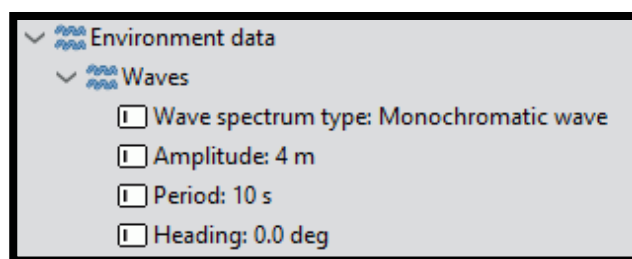 Environment data
Waves
Wave spectrum type: Monochromatic wave
Amplitude: 4 m
Period: 10 s
Heading: 0.0 deg